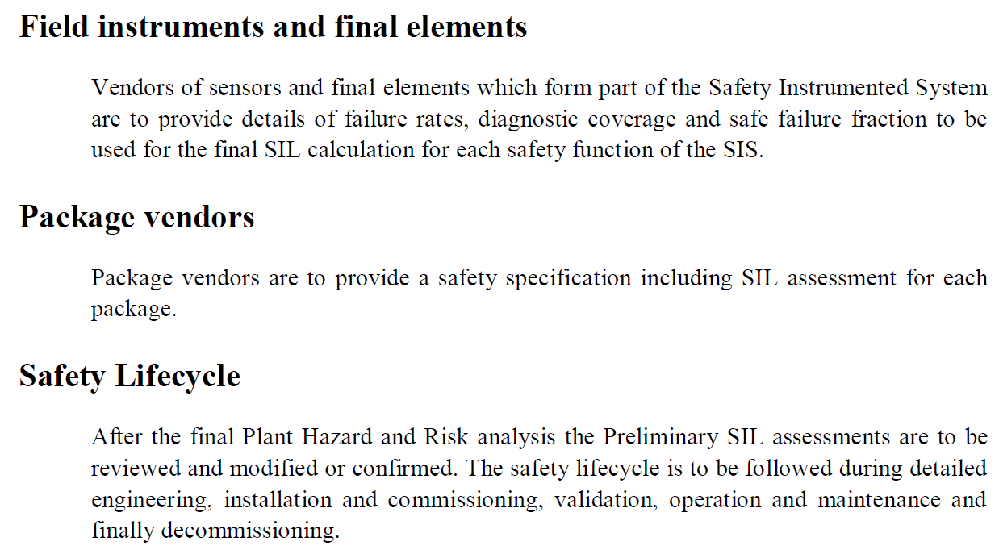 Field instruments and final elements
Vendors of sensors and final elements which form part of the Safety Instrumented System
are to provide details of failure rates, diagnostic coverage and safe failure fraction to be
used for the final SIL calculation for each safety function of the SIS.
Package vendors
Package vendors are to provide a safety specification including SIL assessment for each
package.
Safety Lifecycle
After the final Plant Hazard and Risk analysis the Preliminary SIL assessments are to be
reviewed and modified or confirmed. The safety lifecycle is to be followed during detailed
engineering, installation and commissioning, validation, operation and maintenance and
finally decommissioning.